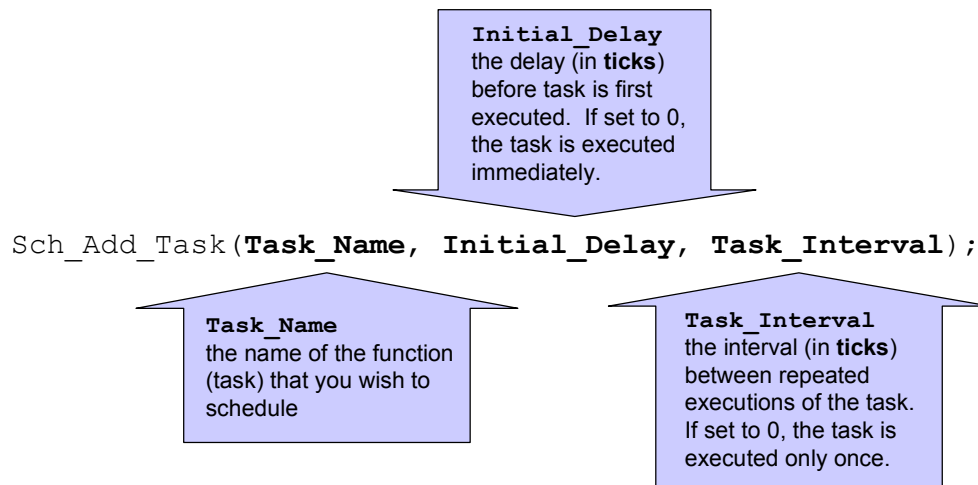 Initial_Delay
the delay (in ticks)
before task is first
executed. If set to 0,
the task is executed
immediately.
Sch_Add_Task(Task_Name, Initial_Delay, Task_Interval);
Task_Name
the name of the function
(task) that you wish to
schedule
Task_Interval
the interval (in ticks)
between repeated
executions of the task.
If set to 0, the task is
executed only once.